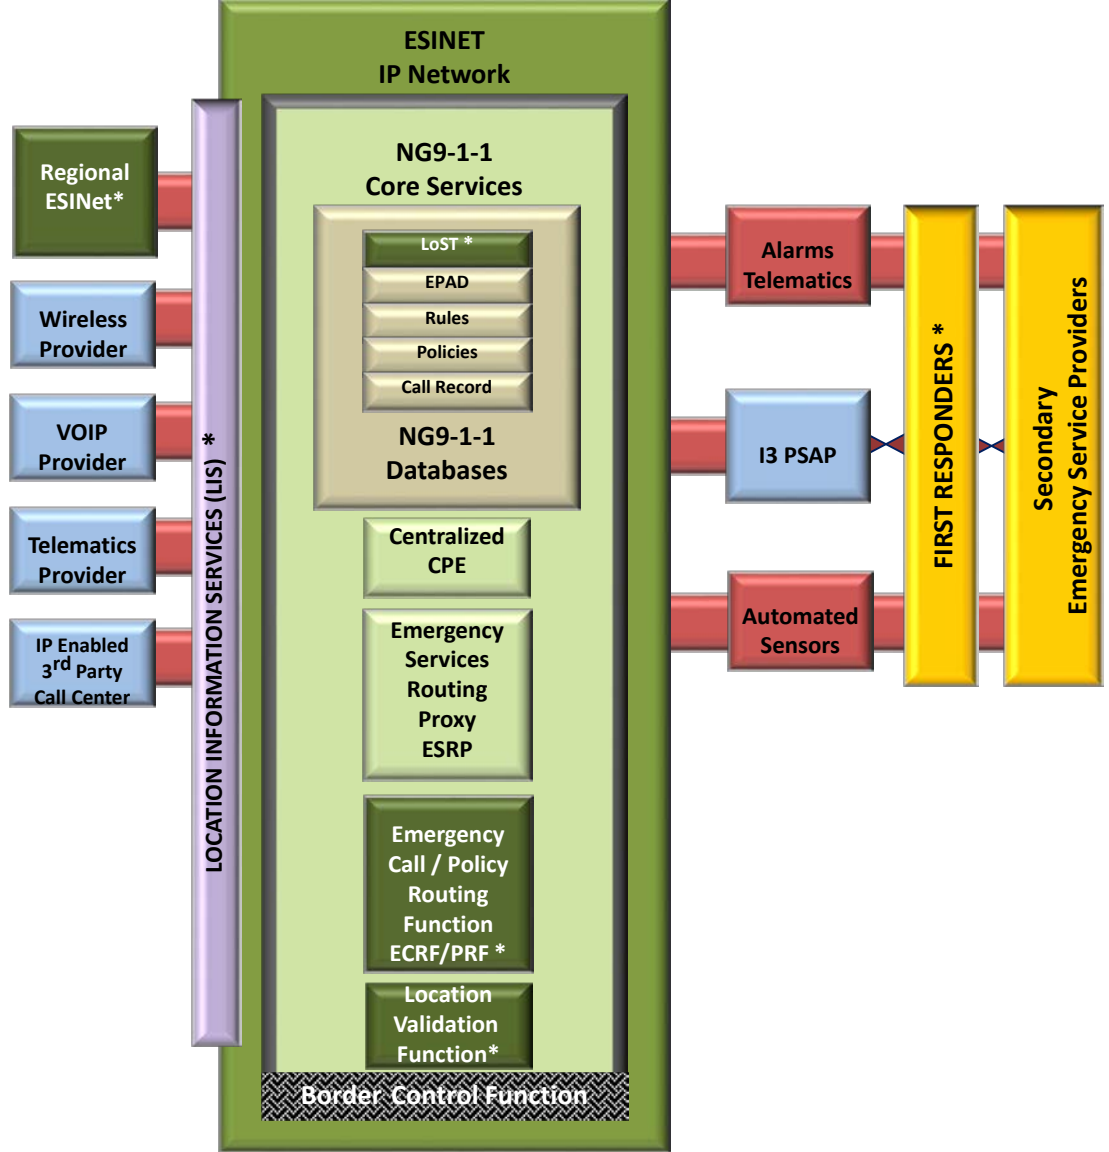 ESINET
IP Network
Regional
ESINet*
Wireless
Provider
VOIP
Provider
Telematics
Provider
IP Enabled
3rd Party
Call Center
LOCATION INFORMATION SERVICES (LIS) *
NG9-1-1
Core Services
LoST *
EPAD
Rules
Policies
Call Record
NG9-1-1
Databases
Centralized
CPE
Emergency
Services
Routing
Proxy
ESRP
Emergency
Call / Policy
Routing
Function
ECRF/PRF *
Location
Validation
Function*
Border Control Function
Alarms
Telematics
I3 PSAP
Automated
Sensors
FIRST RESPONDERS *
Secondary
Emergency Service Providers